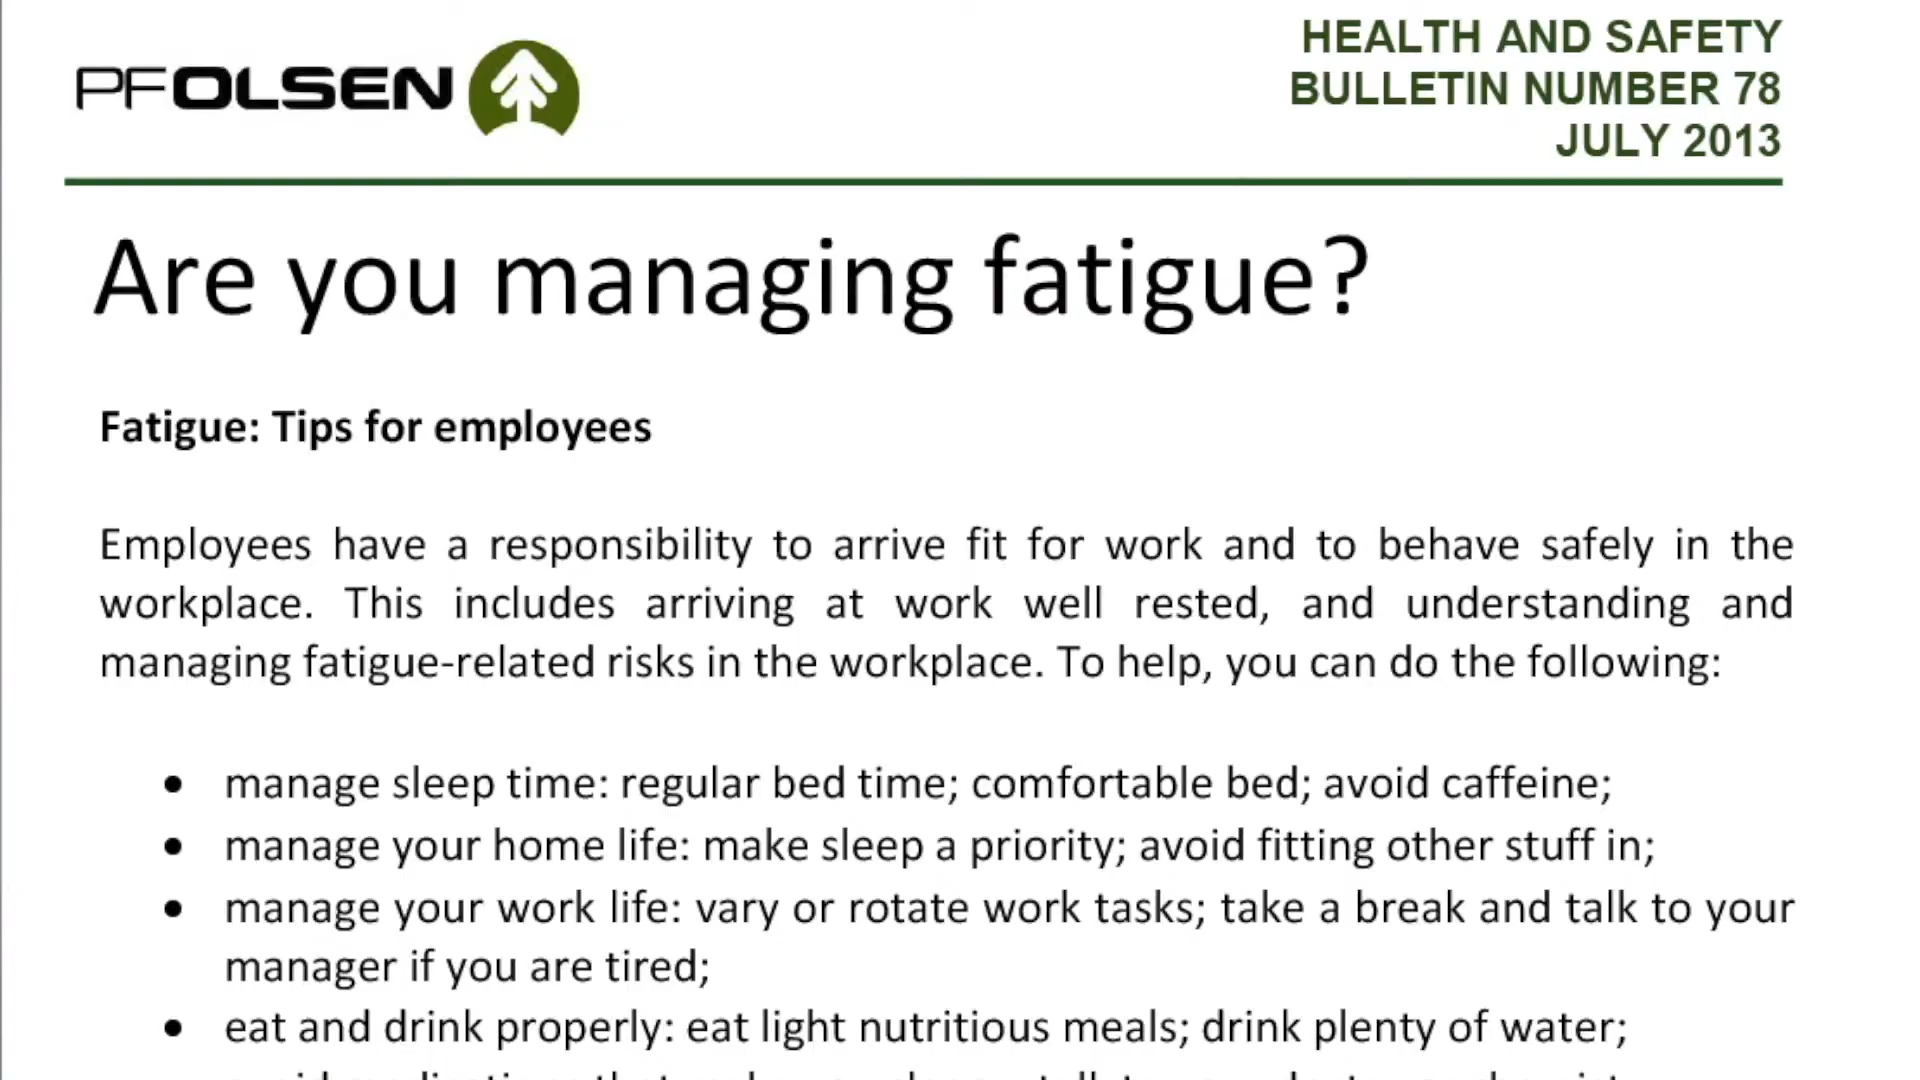 PF OLSEN
HEALTH AND SAFETY
BULLETIN NUMBER 78
JULY 2013
Are you managing fatigue?
Fatigue: Tips for employees
Employees have a responsibility to arrive fit for work and to behave safely in the
workplace. This includes arriving at work well rested, and understanding and
managing fatigue-related risks in the workplace. To help, you can do the following:
• manage sleep time: regular bed time; comfortable bed; avoid caffeine;
• manage your home life: make sleep a priority; avoid fitting other stuff in;
• manage your work life: vary or rotate work tasks; take a break and talk to your
manager if you are tired;
• eat and drink properly: eat light nutritious meals; drink plenty of water;